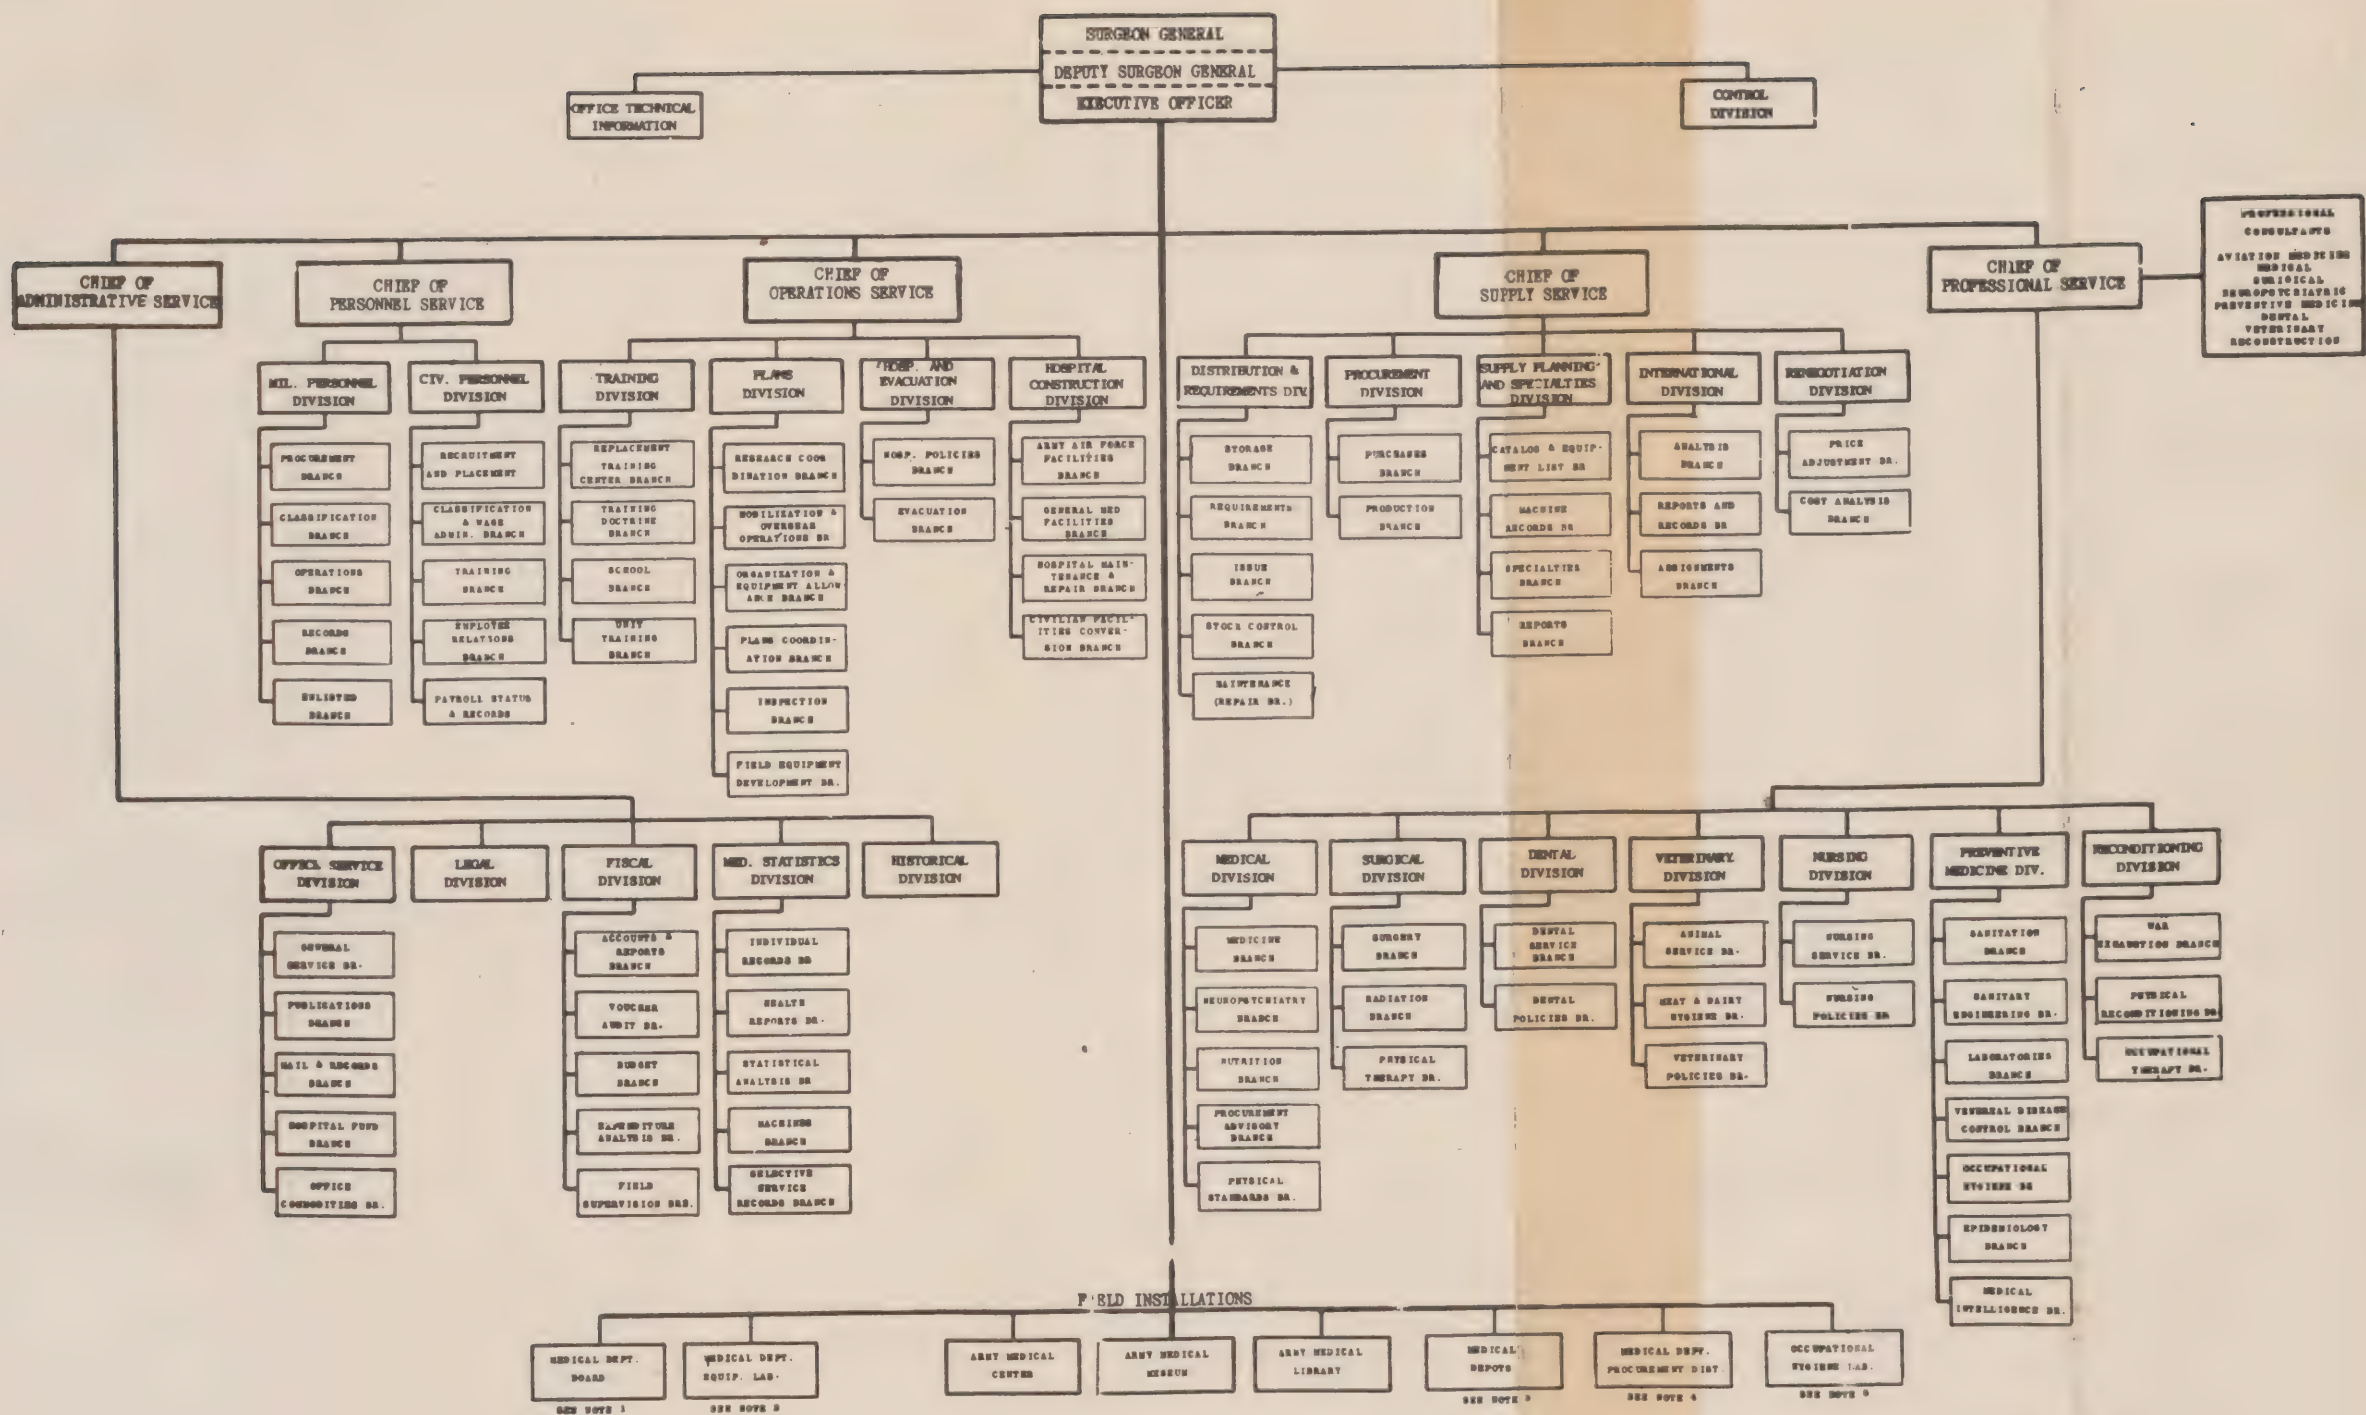 SURGEON GENERAL
DEPUTY SURGEON GENERAL
EXECUTIVE OFFICER
OFFICE TECHNICAL
INFORMATION
CONTROL
DIVISION
PROFESSIONAL
CONSULTANTS
AVIATION MEDICINE
MEDICAL
SURGICAL
NEUROPSYCHIATRIC
PREVENTIVE MEDICINE
DENTAL
VETERINARY
RECONSTRUCTION
CHIEF OF
ADMINISTRATIVE SERVICE
CHIEF OF
PERSONNEL SERVICE
CHIEF OF
OPERATIONS SERVICE
CHIEF OF
SUPPLY SERVICE
CHIEF OF
PROFESSIONAL SERVICE
MIL. PERSONNEL
DIVISION
PROCUREMENT
BRANCH
CLASSIFICATION
BRANCH
OPERATIONS
BRANCH
RECORDS
BRANCH
ENLISTED
BRANCH
CIV. PERSONNEL
DIVISION
RECRUITMENT
AND PLACEMENT
CLASSIFICATION
& WAGE
ADMIN. BRANCH
TRAINING
BRANCH
EMPLOYEE
RELATIONS
BRANCH
PAYROLL STATUS
& RECORDS
TRAINING
DIVISION
REPLACEMENT
TRAINING
CENTER BRANCH
TRAINING
DOCTRINE
BRANCH
SCHOOL
BRANCH
UNIT
TRAINING
BRANCH
PLANS
DIVISION
RESEARCH COOR
DINATION BRANCH
MOBILIZATION &
OVERSEAS
OPERATIONS BR
ORGANIZATION &
EQUIPMENT ALLOW
ANCE BRANCH
PLANS COORDIN-
ATION BRANCH
INSPECTION
BRANCH
FIELD EQUIPMENT
DEVELOPMENT BR.
HOSP. AND
EVACUATION
DIVISION
HOSP. POLICIES
BRANCH
EVACUATION
BRANCH
HOSPITAL
CONSTRUCTION
DIVISION
ARMY AIR FORCE
FACILITIES
BRANCH
GENERAL MED
FACILITIES
BRANCH
HOSPITAL MAIN-
TENANCE &
REPAIR BRANCH
CIVILIAN FACIL-
ITIES CONVER-
SION BRANCH
DISTRIBUTION &
REQUIREMENTS DIV.
STORAGE
BRANCH
REQUIREMENTS
BRANCH
ISSUE
BRANCH
STOCK CONTROL
BRANCH
MAINTENANCE
(REPAIR BR.)
PROCUREMENT
DIVISION
PURCHASES
BRANCH
PRODUCTION
BRANCH
SUPPLY PLANNING
AND SPECIALTIES
DIVISION
CATALOG & EQUIP-
MENT LIST BR
MACHINE
RECORDS BR
SPECIALTIES
BRANCH
REPORTS
BRANCH
INTERNATIONAL
DIVISION
ANALYSIS
BRANCH
REPORTS AND
RECORDS BR
ASSIGNMENTS
BRANCH
RENEGOTIATION
DIVISION
PRICE
ADJUSTMENT BR.
COST ANALYSIS
BRANCH
OFFICE SERVICE
DIVISION
GENERAL
SERVICE BR.
PUBLICATIONS
BRANCH
MAIL & RECORDS
BRANCH
HOSPITAL FUND
BRANCH
OFFICE
COMMODITIES BR.
LEGAL
DIVISION
FISCAL
DIVISION
ACCOUNTS &
REPORTS
BRANCH
VOUCHER
AUDIT BR.
BUDGET
BRANCH
EXPENDITURE
ANALYSIS BR.
FIELD
SUPERVISION BRS.
MED. STATISTICS
DIVISION
INDIVIDUAL
RECORDS BR
HEALTH
REPORTS BR.
STATISTICAL
ANALYSIS BR
MACHINES
BRANCH
SELECTIVE
SERVICE
RECORDS BRANCH
HISTORICAL
DIVISION
MEDICAL
DIVISION
MEDICINE
BRANCH
NEUROPSYCHIATRY
BRANCH
NUTRITION
BRANCH
PROCUREMENT
ADVISORY
BRANCH
PHYSICAL
STANDARDS BR.
SURGICAL
DIVISION
SURGERY
BRANCH
RADIATION
BRANCH
PHYSICAL
THERAPY BR.
DENTAL
DIVISION
DENTAL
SERVICE
BRANCH
DENTAL
POLICIES BR.
VETERINARY
DIVISION
ANIMAL
SERVICE BR.
MEAT & DAIRY
HYGIENE BR.
VETERINARY
POLICIES BR.
NURSING
DIVISION
NURSING
SERVICE BR.
NURSING
POLICIES BR
PREVENTIVE
MEDICINE DIV.
SANITATION
BRANCH
SANITARY
ENGINEERING BR.
LABORATORIES
BRANCH
VENEREAL DISEASE
CONTROL BRANCH
OCCUPATIONAL
HYGIENE BR
EPIDEMIOLOGY
BRANCH
MEDICAL
INTELLIGENCE BR.
RECONDITIONING
DIVISION
WAR
EXHAUSTION BRANCH
PHYSICAL
RECONDITIONING BR
OCCUPATIONAL
THERAPY BR.
FIELD INSTALLATIONS
MEDICAL DEPT.
BOARD
SEE NOTE 1
MEDICAL DEPT.
EQUIP. LAB.
SEE NOTE 2
ARMY MEDICAL
CENTER
ARMY MEDICAL
MUSEUM
ARMY MEDICAL
LIBRARY
MEDICAL
DEPOTS
SEE NOTE 3
MEDICAL DEPT.
PROCUREMENT DIST.
SEE NOTE 4
OCCUPATIONAL
HYGIENE LAB.
SEE NOTE 5